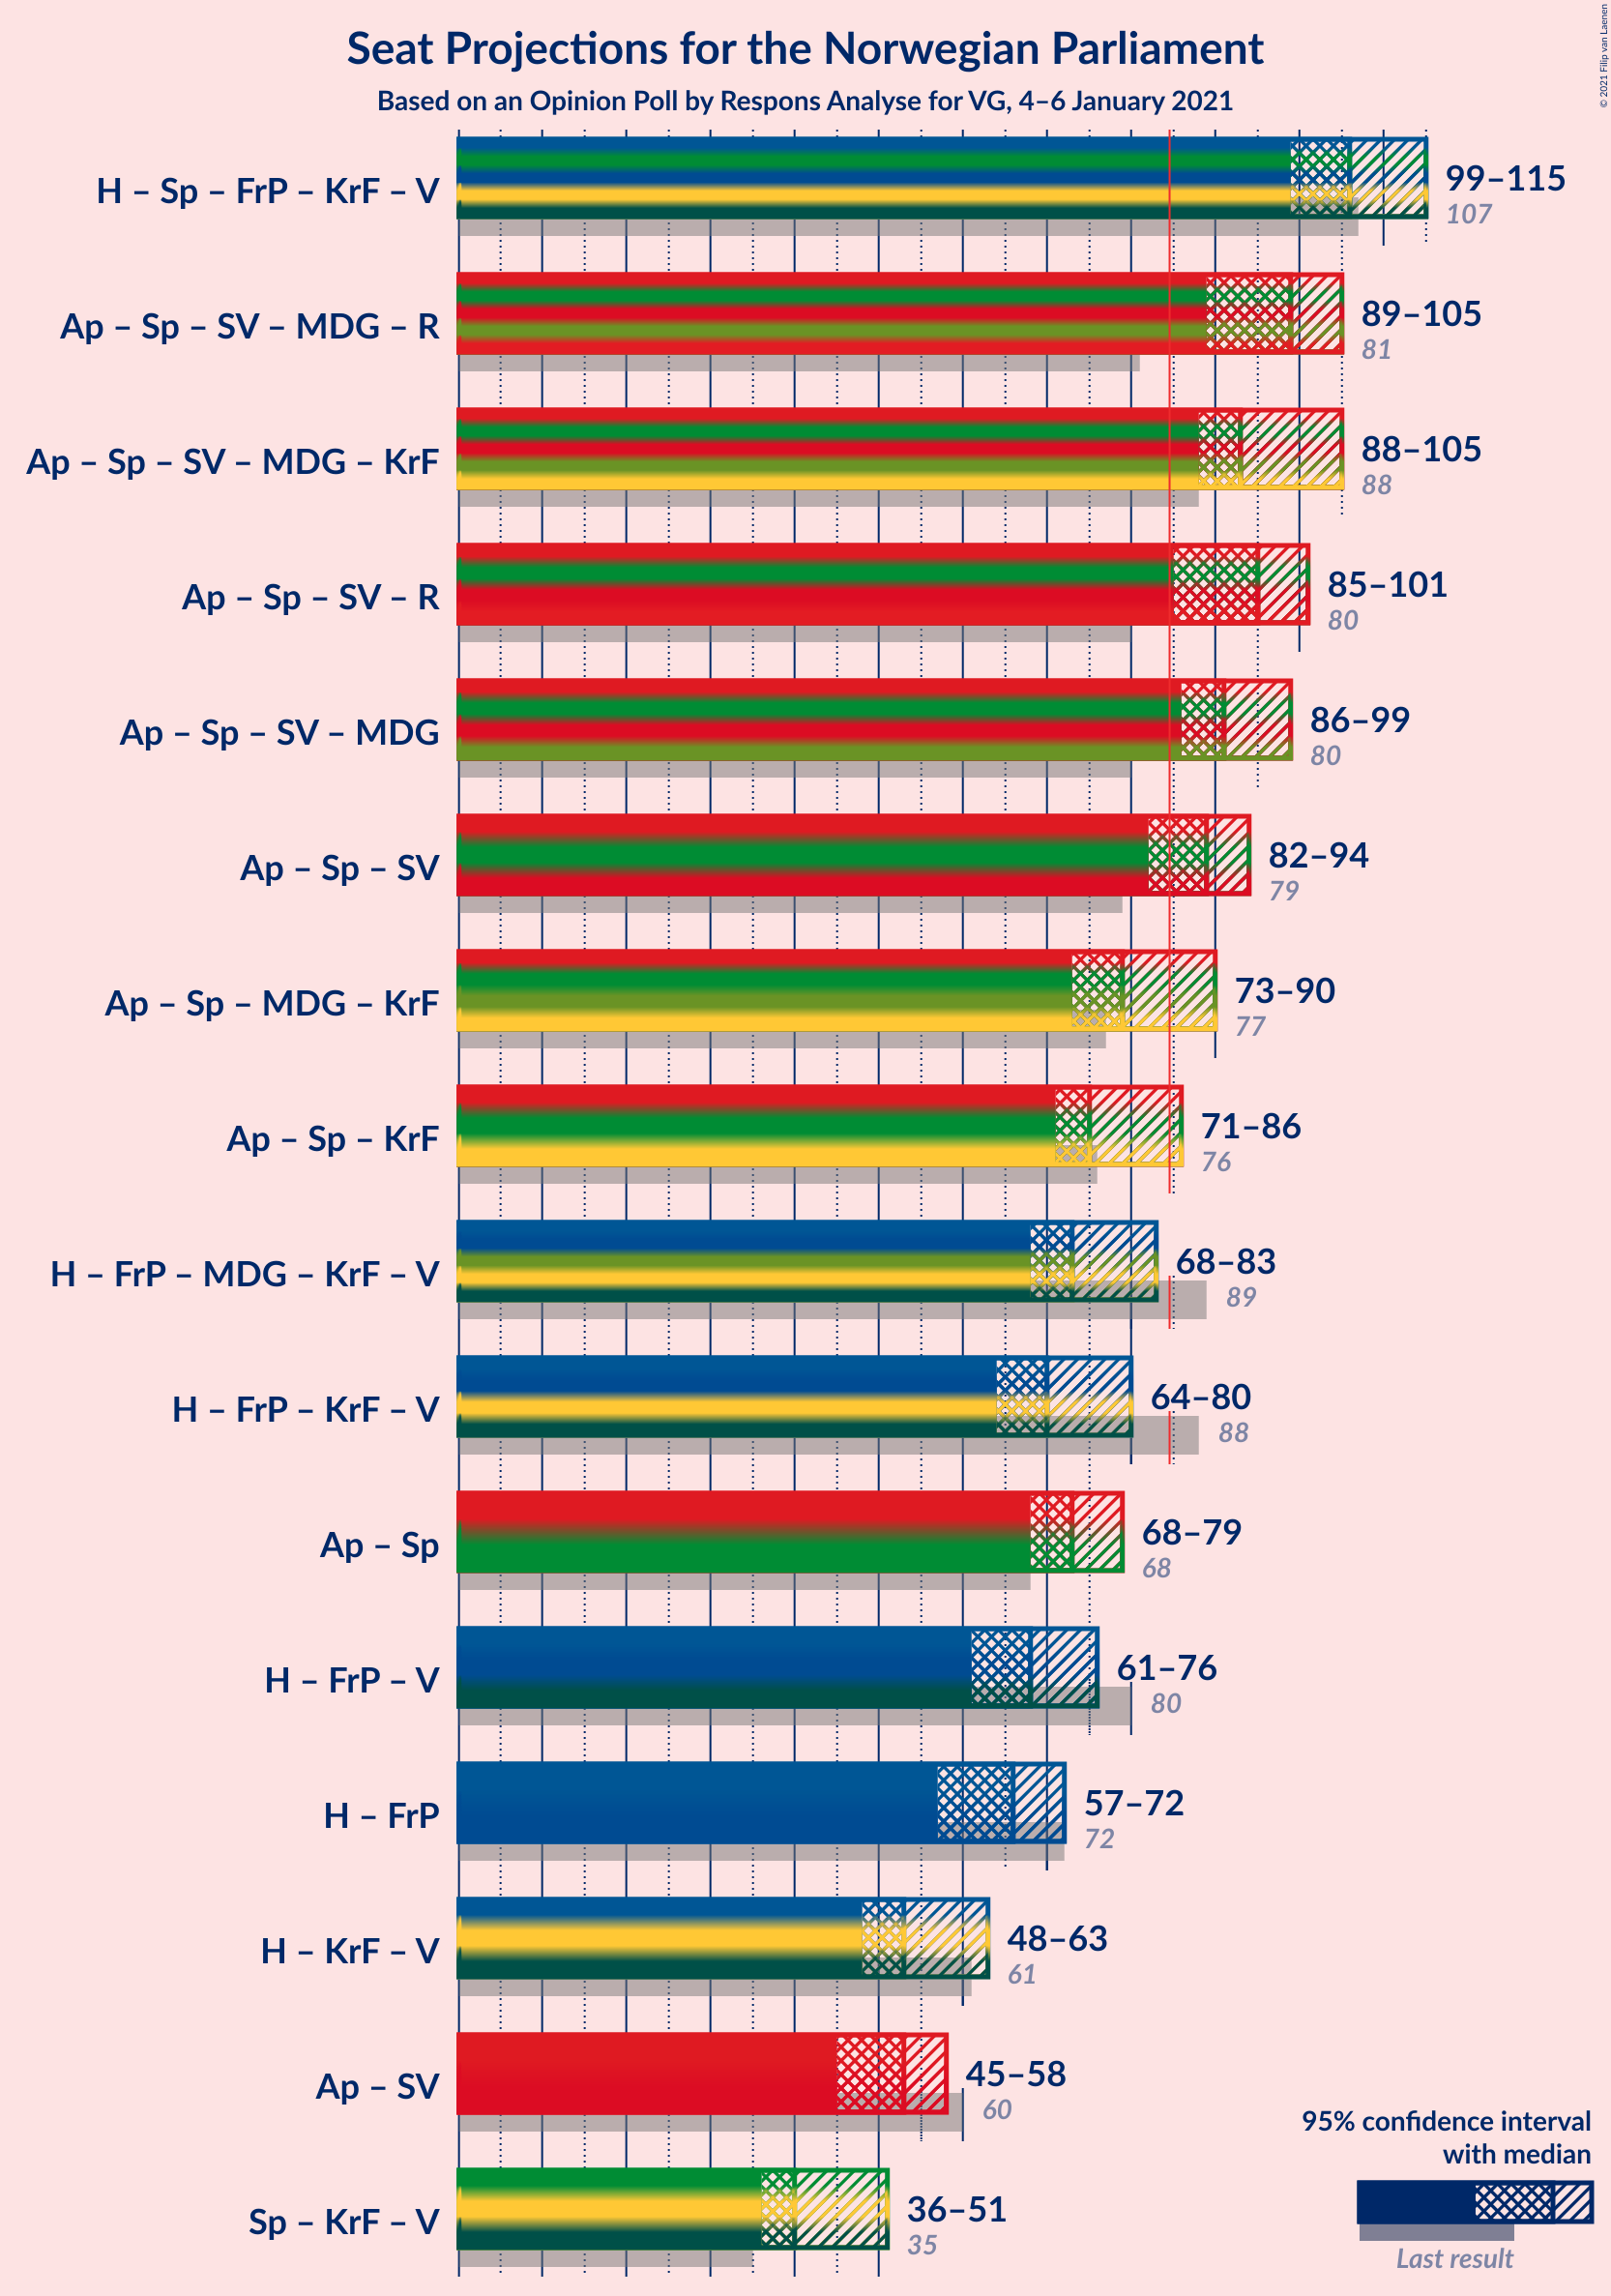 © 2021 Filip van Laenen
Seat Projections for the Norwegian Parliament
Based on an Opinion Poll by Respons Analyse for VG, 4–6 January 2021
H – Sp – FrP – KrF – V
99–115
107
Ap – Sp – SV – MDG – R
89–105
81
Ap – Sp – SV – MDG – KrF
88–105
88
Ap – Sp – SV – R
85–101
80
Ap – Sp – SV – MDG
86–99
80
Ap – Sp – SV
82–94
79
Ap – Sp – MDG – KrF
73–90
77
Ap – Sp – KrF
71–86
76
H – FrP – MDG – KrF – V
68–83
89
H – FrP – KrF – V
64–80
88
Ap – Sp
68–79
68
H – FrP – V
61–76
80
H – FrP
57–72
72
H – KrF – V
48–63
61
Ap – SV
45–58
60
Sp – KrF – V
36–51
35
95% confidence interval
with median
Last result